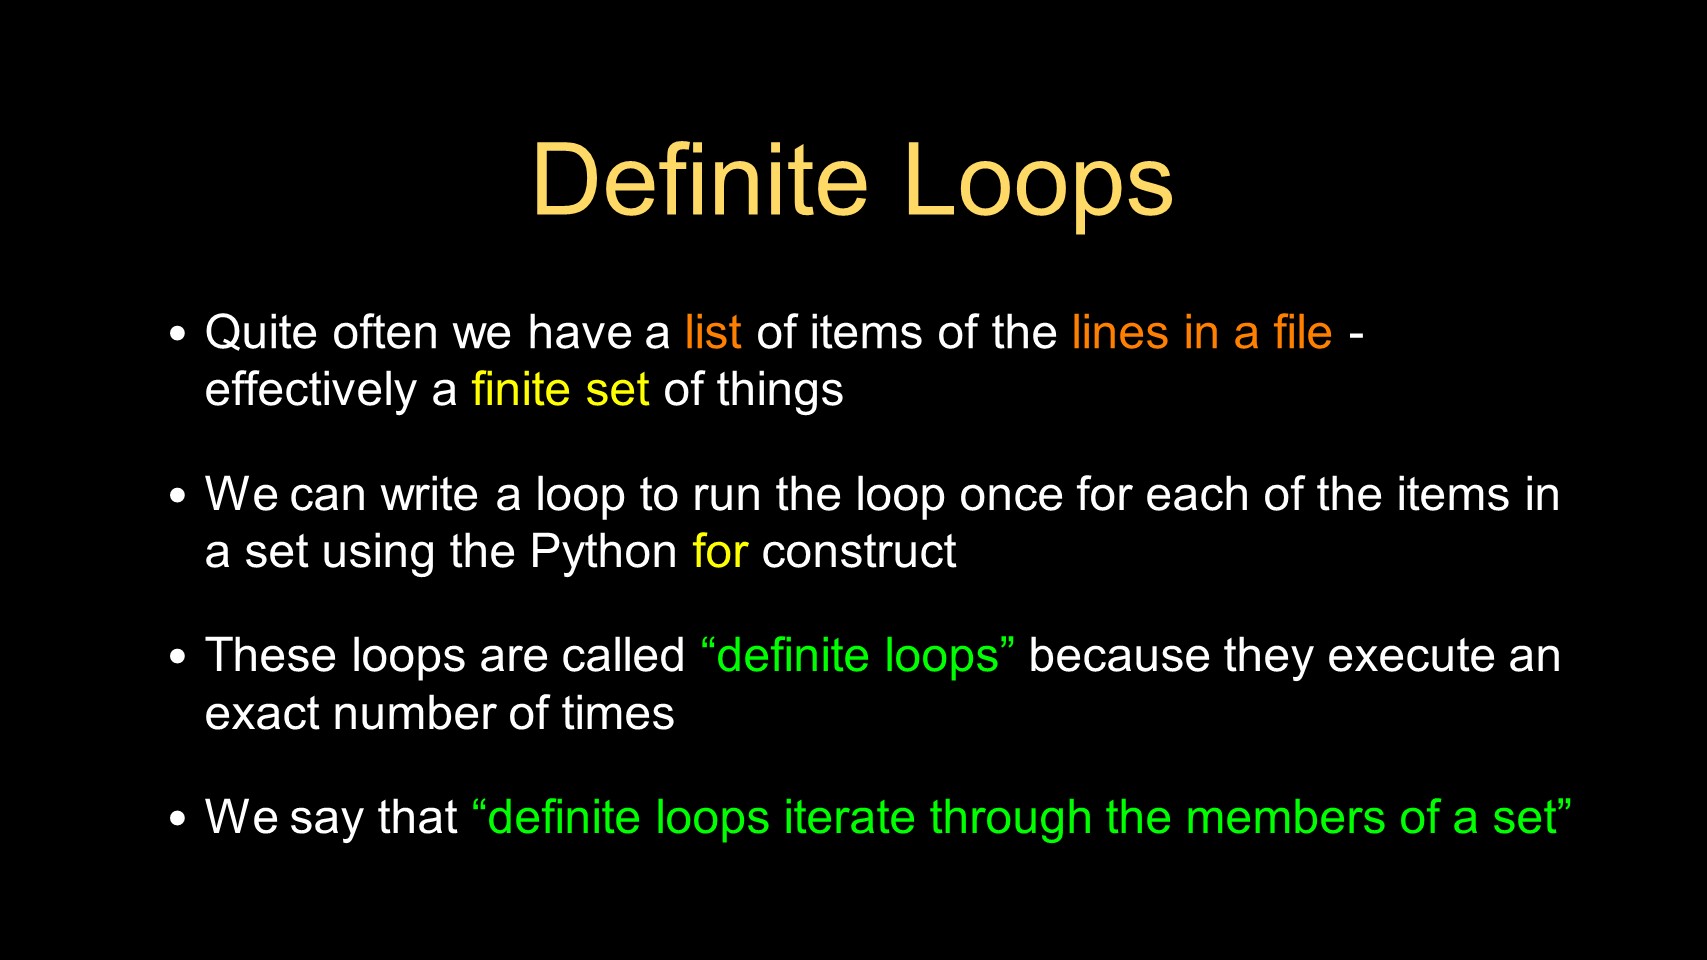 Definite Loops
• Quite often we have a list of items of the lines in a file -
effectively a finite set of things
• We can write a loop to run the loop once for each of the items in
a set using the Python for construct
• These loops are called “definite loops” because they execute an
exact number of times
• We say that “definite loops iterate through the members of a set”